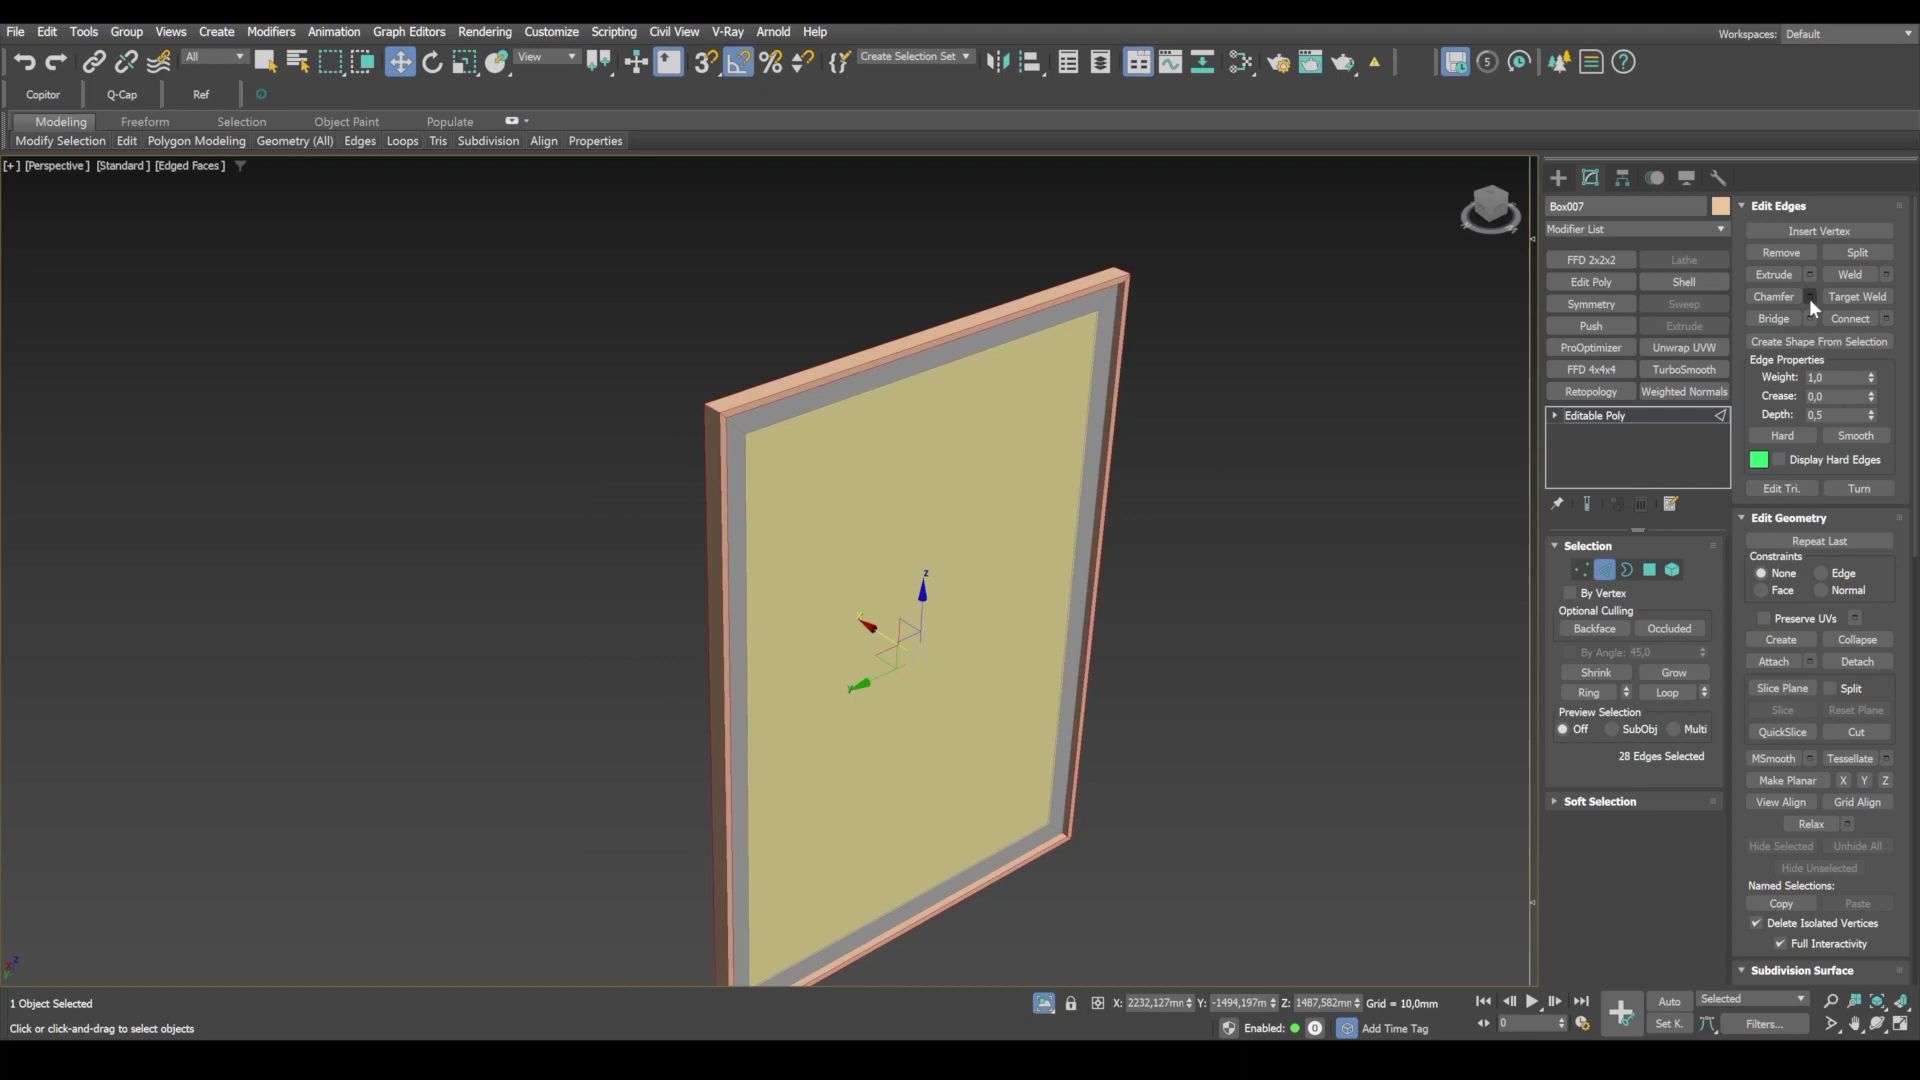 File Edit Tools Group Views Create Modifiers Animation Graph Editors Rendering Customize Scripting Civil View V-Ray Arnold Help
Workspaces: Default
All View Create Selection Set
Copitor Q-Cap Ref
Modeling Freeform Selection Object Paint Populate
Modify Selection Edit Polygon Modeling Geometry (All) Edges Loops Tris Subdivision Align Properties
[+] [Perspective] [Standard] [Edged Faces]
Box007
Modifier List
FFD 2x2x2 Lathe
Edit Poly Shell
Symmetry Sweep
Push Extrude
ProOptimizer Unwrap UVW
FFD 4x4x4 TurboSmooth
Retopology Weighted Normals
Editable Poly
Selection
By Vertex
Optional Culling
Backface Occluded
By Angle: 45,0
Shrink Grow
Ring Loop
Preview Selection
Off SubObj Multi
28 Edges Selected
Soft Selection
Edit Edges
Insert Vertex
Remove Split
Extrude Weld
Chamfer Target Weld
Bridge Connect
Create Shape From Selection
Edge Properties
Weight: 1,0
Crease: 0,0
Depth: 0,5
Hard Smooth
Display Hard Edges
Edit Tri. Turn
Edit Geometry
Repeat Last
Constraints
None Edge
Face Normal
Preserve UVs
Create Collapse
Attach Detach
Slice Plane Split
Slice Reset Plane
QuickSlice Cut
MSmooth Tessellate
Make Planar X Y Z
View Align Grid Align
Relax
Hide Selected Unhide All
Hide Unselected
Named Selections:
Copy Paste
Delete Isolated Vertices
Full Interactivity
Subdivision Surface
z
x
y
z
x
y
1 Object Selected
X: 2232,127mm Y: -1494,197m Z: 1487,582mm Grid = 10,0mm
Auto Selected
Click or click-and-drag to select objects
Enabled: 0 Add Time Tag
0
Set K. Filters...